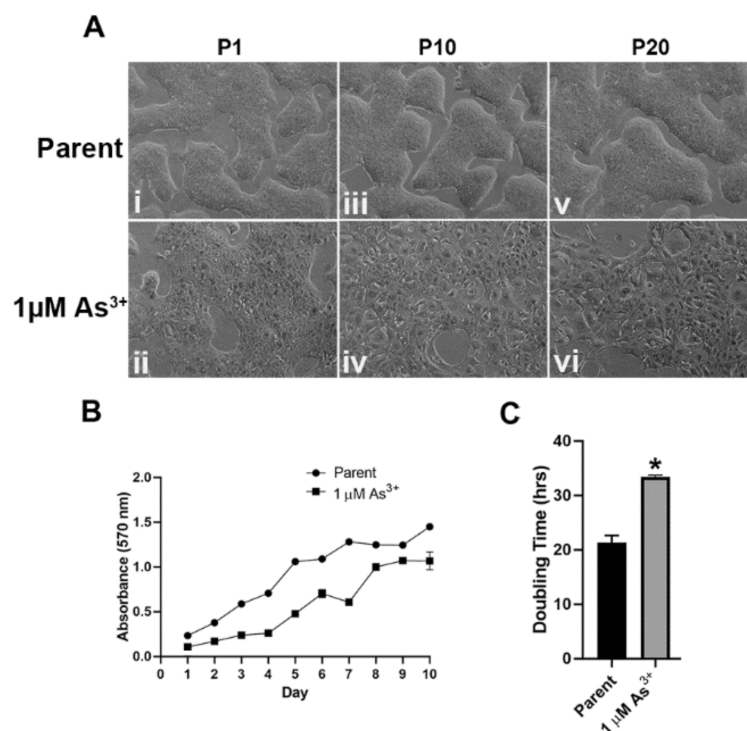 A
P1 P10 P20
Parent
i iii v
1µM As³⁺
ii iv vi
B
Parent
1 µM As³⁺
Absorbance (570 nm)
2.0
1.5
1.0
0.5
0.0
0 1 2 3 4 5 6 7 8 9 10
Day
C
Doubling Time (hrs)
40
30
20
10
0
*
Parent
1 µM As³⁺